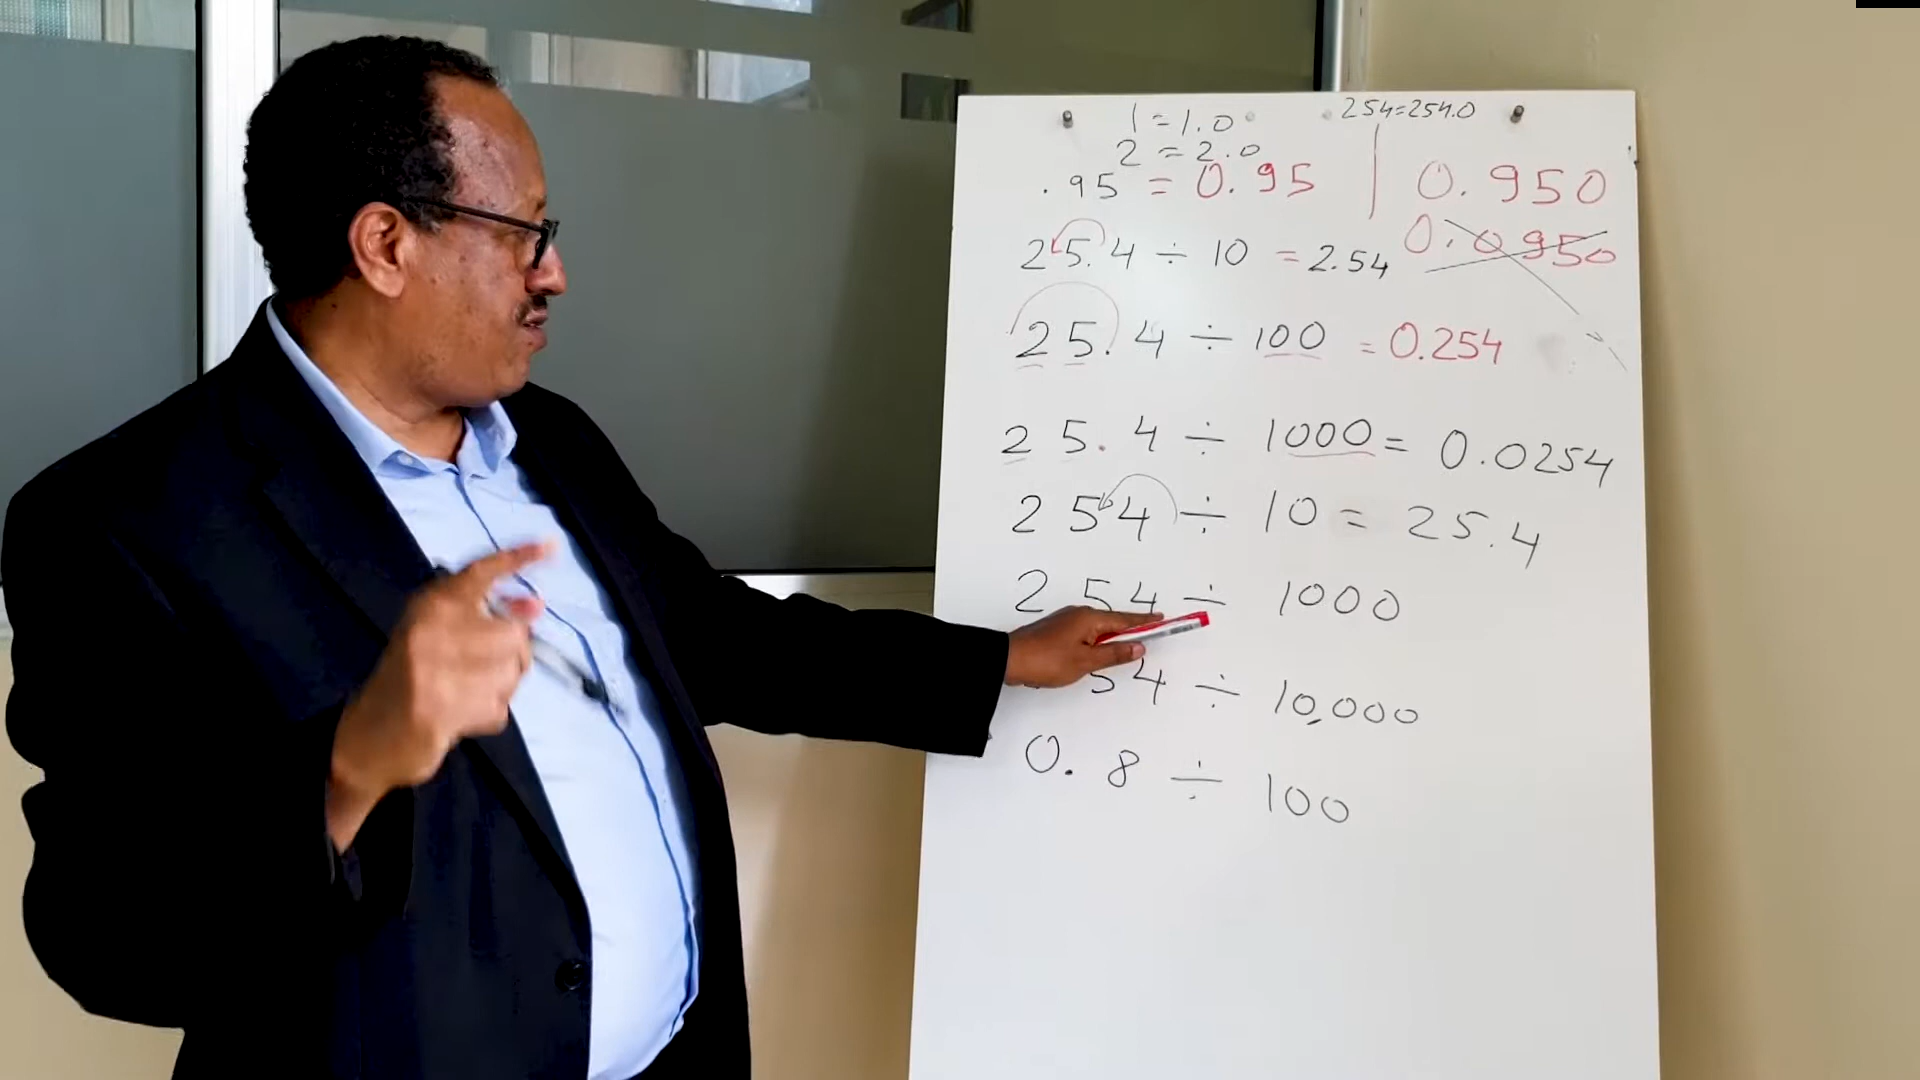 1 = 1.0
254=254.0
2 = 2.0
.95 = 0.95 | 0.950
25.4 ÷ 10 = 2.54
0.0950
25.4 ÷ 100 = 0.254
25.4 ÷ 1000 = 0.0254
254 ÷ 10 = 25.4
254 ÷ 1000
54 ÷ 10,000
0.8 ÷ 100